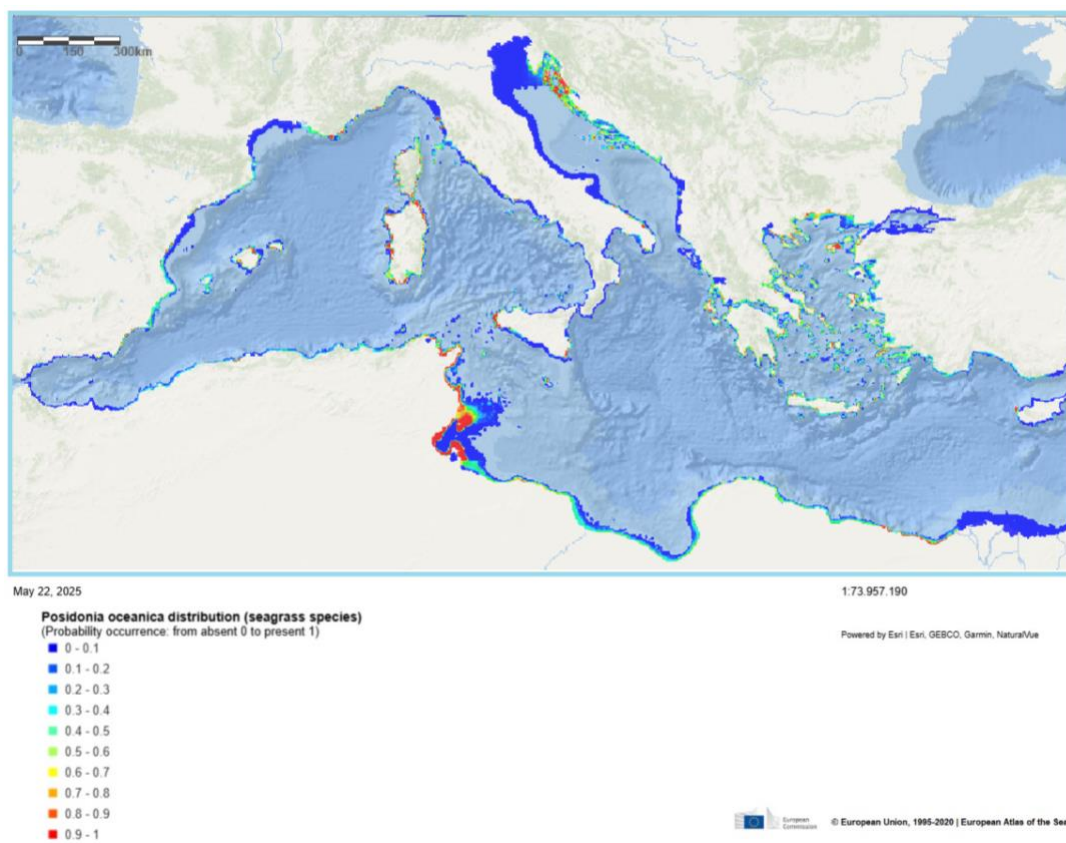 0 150 300km
May 22, 2025
1:73.957.190
Posidonia oceanica distribution (seagrass species)
(Probability occurrence: from absent 0 to present 1)
Powered by Esri | Esri, GEBCO, Garmin, NaturalVue
0 - 0.1
0.1 - 0.2
0.2 - 0.3
0.3 - 0.4
0.4 - 0.5
0.5 - 0.6
0.6 - 0.7
0.7 - 0.8
0.8 - 0.9
0.9 - 1
European
Commission
© European Union, 1995-2020 | European Atlas of the Sea